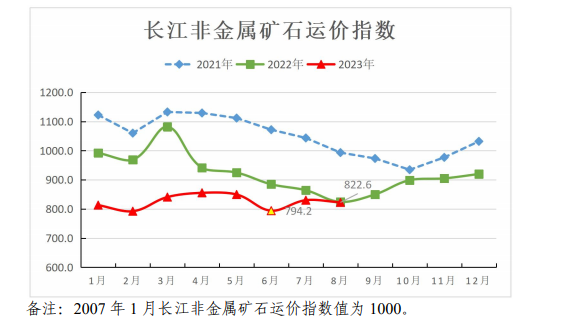 长江非金属矿石运价指数
2021年 2022年 2023年
1200.0
1100.0
1000.0
900.0
800.0
700.0
600.0
822.6
794.2
1月 2月 3月 4月 5月 6月 7月 8月 9月 10月 11月 12月
备注：2007 年 1 月长江非金属矿石运价指数值为 1000。